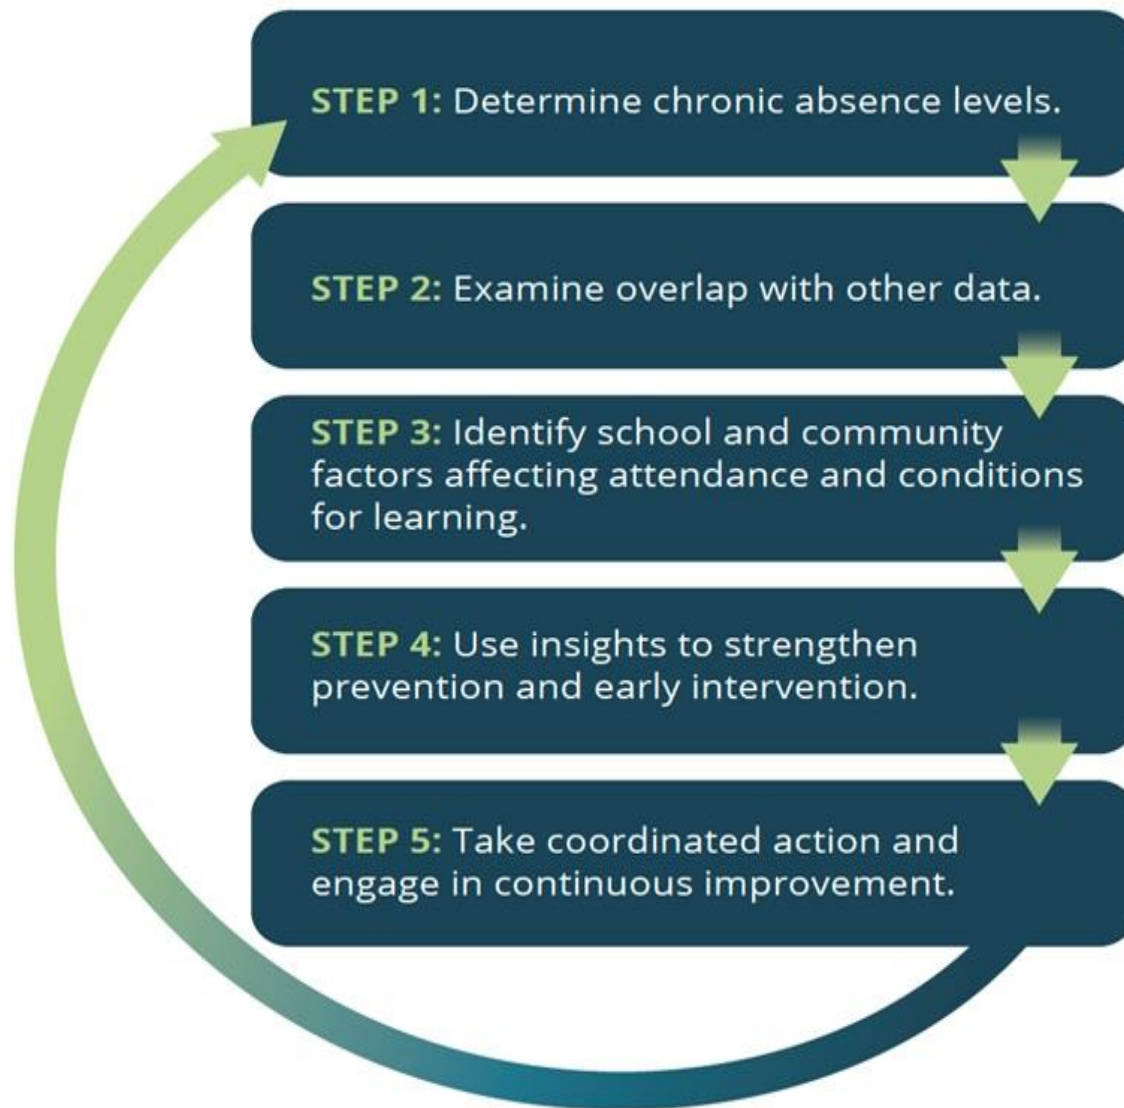 STEP 1: Determine chronic absence levels.
STEP 2: Examine overlap with other data.
STEP 3: Identify school and community
factors affecting attendance and conditions
for learning.
STEP 4: Use insights to strengthen
prevention and early intervention.
STEP 5: Take coordinated action and
engage in continuous improvement.